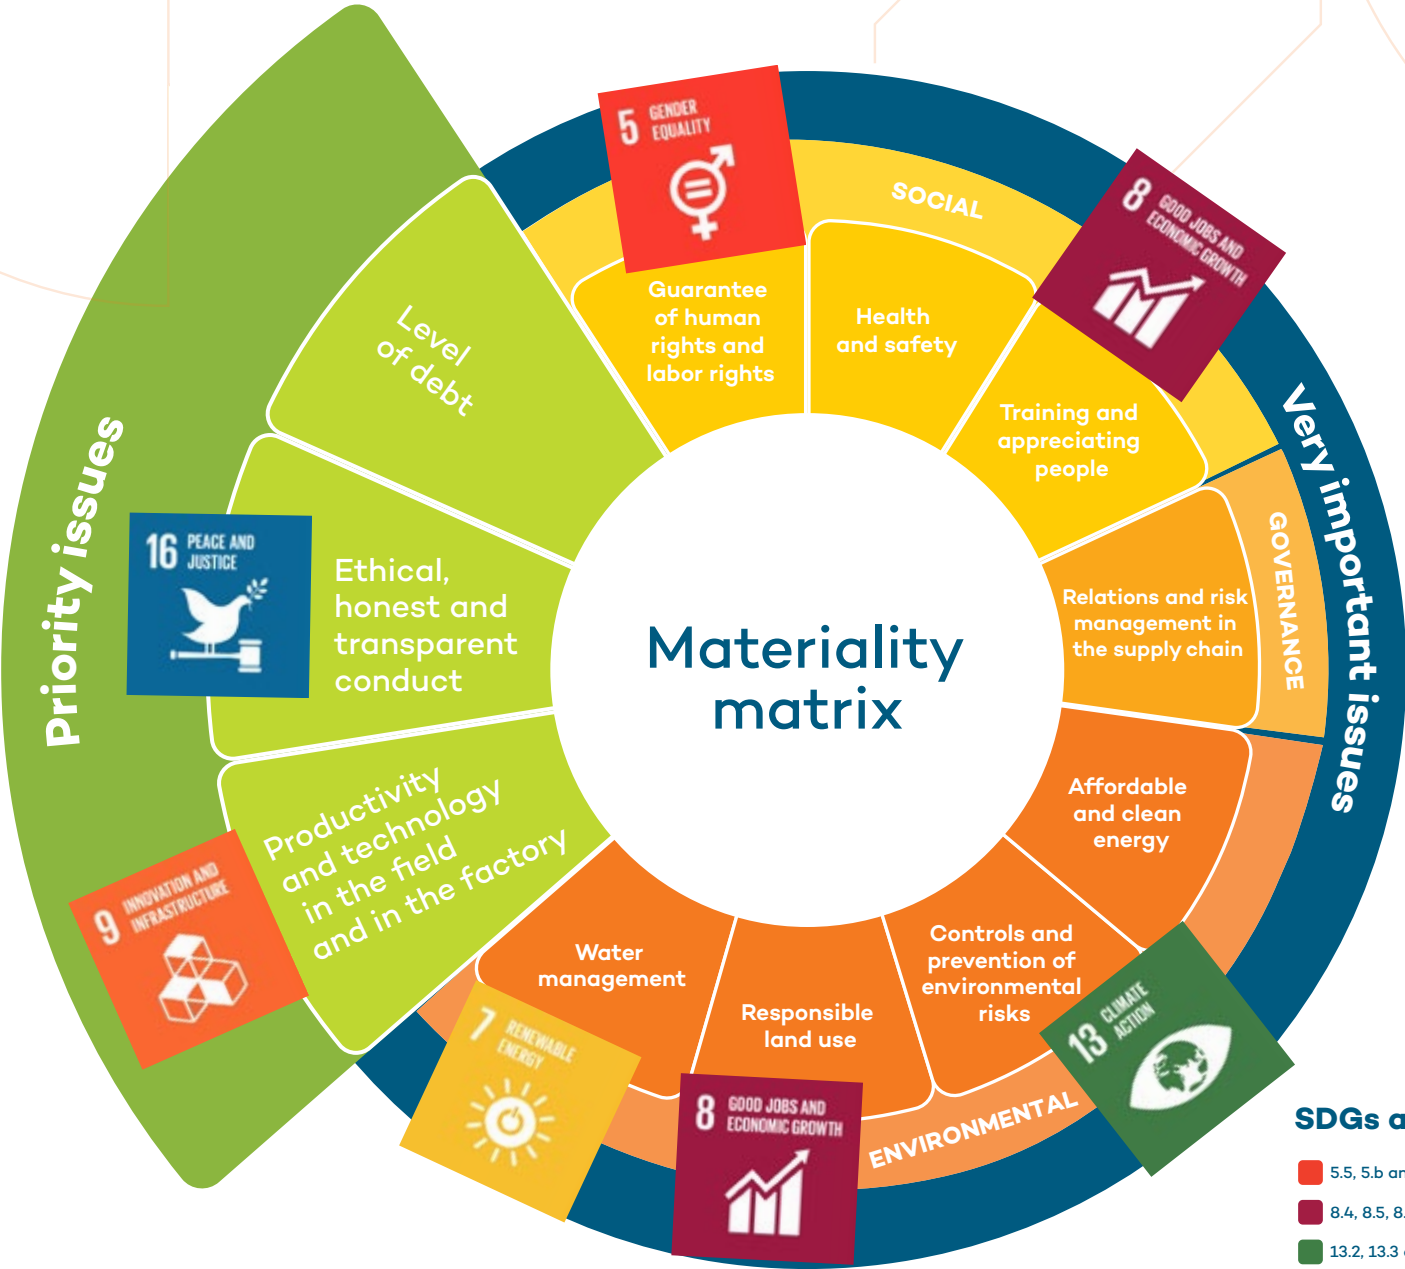 Materiality
matrix
Priority issues
Level
of debt
16 PEACE AND
JUSTICE
Ethical,
honest and
transparent
conduct
Productivity
and technology
in the field
and in the factory
9 INNOVATION AND
INFRASTRUCTURE
Very important issues
SOCIAL
5 GENDER
EQUALITY
Guarantee
of human
rights and
labor rights
Health
and safety
8 GOOD JOBS AND
ECONOMIC GROWTH
Training and
appreciating
people
GOVERNANCE
Relations and risk
management in
the supply chain
Affordable
and clean
energy
13 CLIMATE
ACTION
Controls and
prevention of
environmental
risks
ENVIRONMENTAL
Responsible
land use
8 GOOD JOBS AND
ECONOMIC GROWTH
Water
management
7 RENEWABLE
ENERGY
SDGs a
5.5, 5.b an
8.4, 8.5, 8.
13.2, 13.3